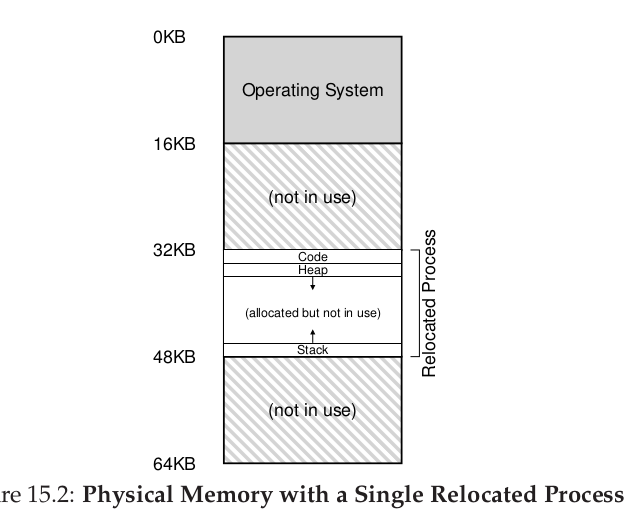 0KB
Operating System
16KB
(not in use)
32KB
Code
Heap
(allocated but not in use)
Stack
48KB
Relocated Process
(not in use)
64KB
re 15.2: Physical Memory with a Single Relocated Process